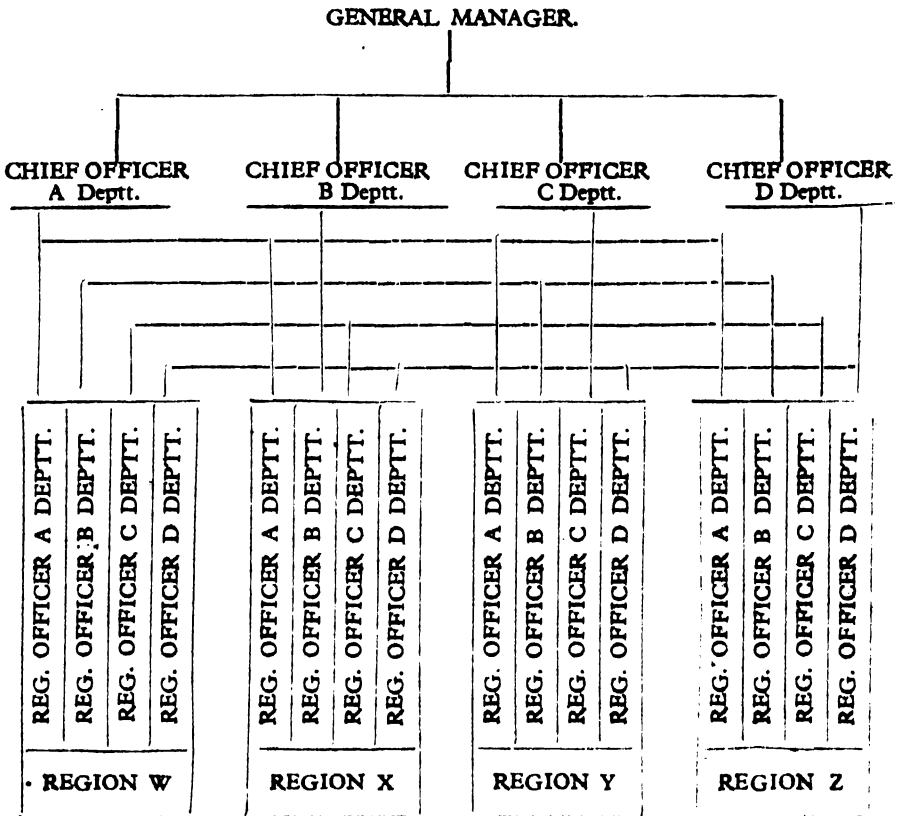 GENERAL MANAGER.
CHIEF OFFICER
A Deptt.
CHIEF OFFICER
B Deptt.
CHIEF OFFICER
C Deptt.
CHIEF OFFICER
D Deptt.
REG. OFFICER A DEPTT.
REG. OFFICER B DEPTT.
REG. OFFICER C DEPTT.
REG. OFFICER D DEPTT.
REGION W
REG. OFFICER A DEPTT.
REG. OFFICER B DEPTT.
REG. OFFICER C DEPTT.
REG. OFFICER D DEPTT.
REGION X
REG. OFFICER A DEPTT.
REG. OFFICER B DEPTT.
REG. OFFICER C DEPTT.
REG. OFFICER D DEPTT.
REGION Y
REG. OFFICER A DEPTT.
REG. OFFICER B DEPTT.
REG. OFFICER C DEPTT.
REG. OFFICER D DEPTT.
REGION Z